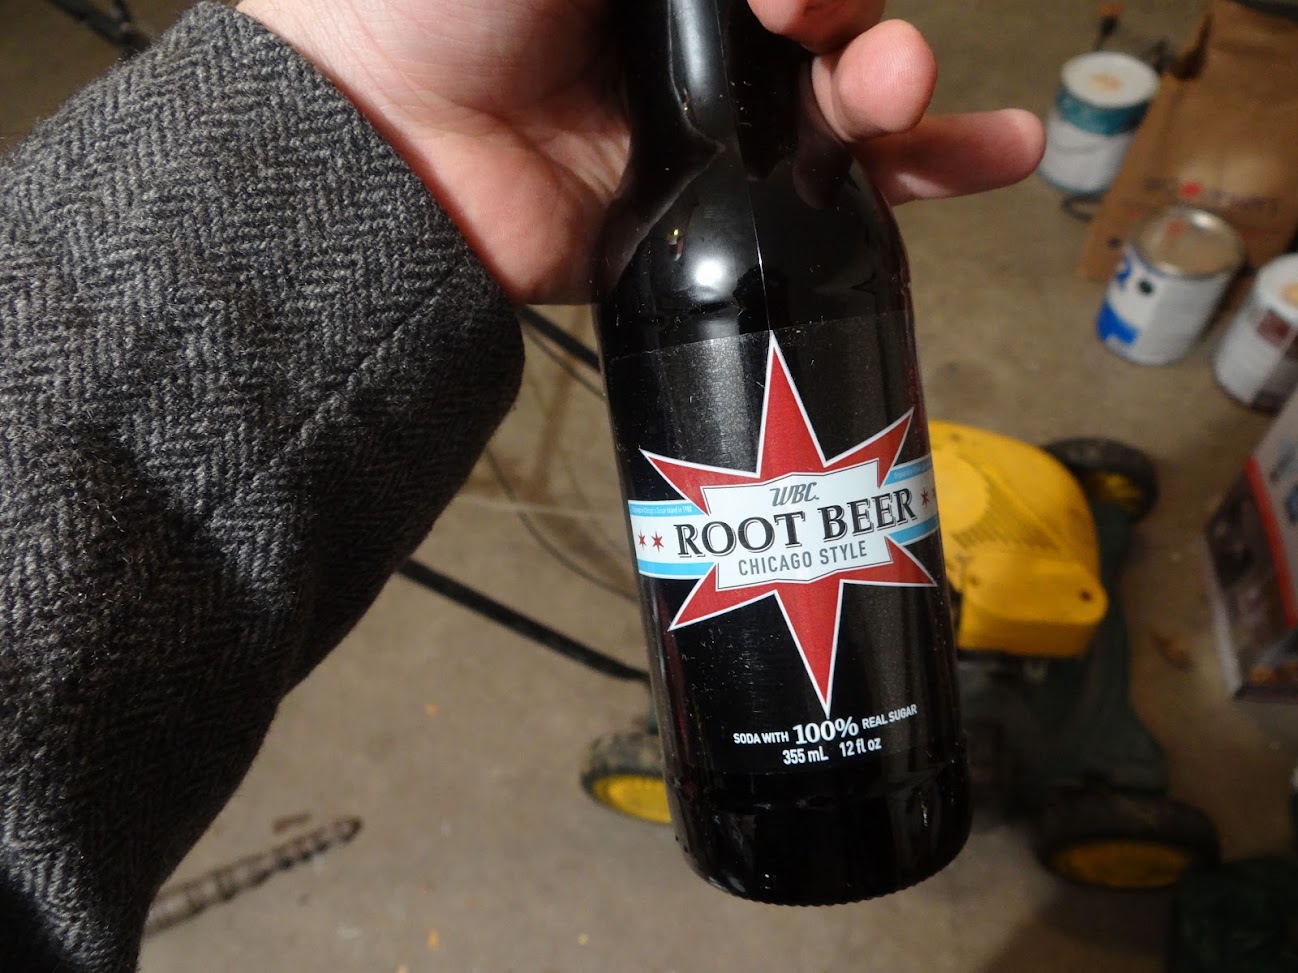 WBC
ROOT BEER
CHICAGO STYLE
SODA WITH 100% REAL SUGAR
355 mL 12 fl oz